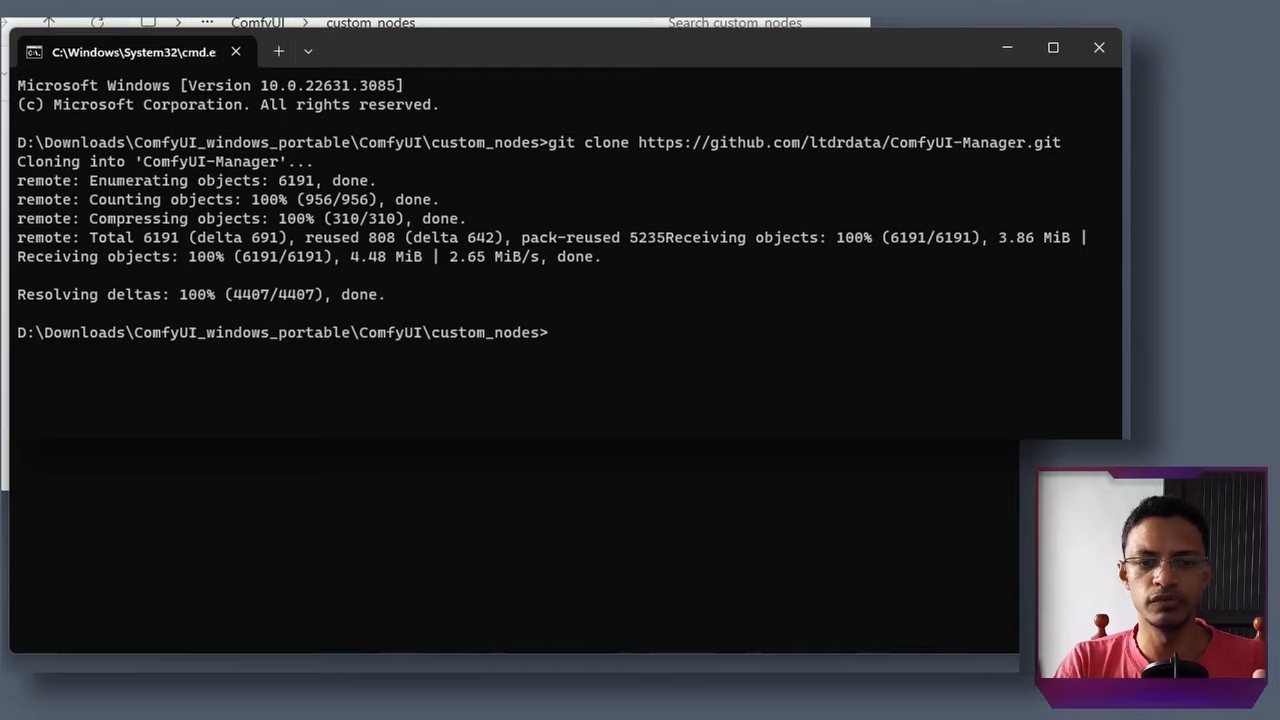 ··· ComfyUI > custom_nodes Search custom_nodes
C:\Windows\System32\cmd.e
Microsoft Windows [Version 10.0.22631.3085]
(c) Microsoft Corporation. All rights reserved.
D:\Downloads\ComfyUI_windows_portable\ComfyUI\custom_nodes>git clone https://github.com/ltdrdata/ComfyUI-Manager.git
Cloning into 'ComfyUI-Manager'...
remote: Enumerating objects: 6191, done.
remote: Counting objects: 100% (956/956), done.
remote: Compressing objects: 100% (310/310), done.
remote: Total 6191 (delta 691), reused 808 (delta 642), pack-reused 5235Receiving objects: 100% (6191/6191), 3.86 MiB |
Receiving objects: 100% (6191/6191), 4.48 MiB | 2.65 MiB/s, done.
Resolving deltas: 100% (4407/4407), done.
D:\Downloads\ComfyUI_windows_portable\ComfyUI\custom_nodes>